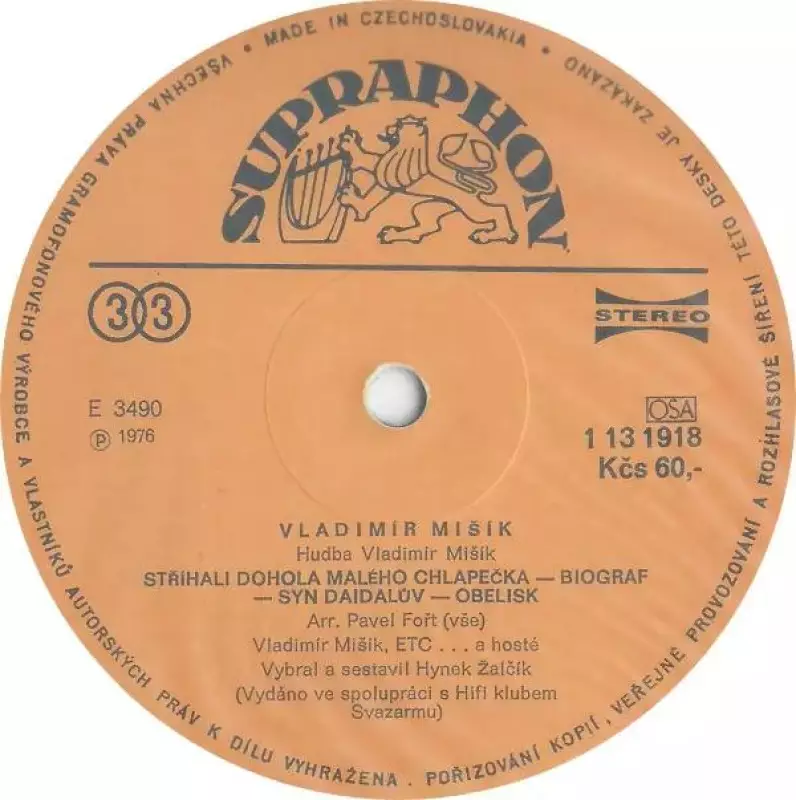 VŠECHNA PRÁVA GRAMOFONOVÉHO VÝROBCE A VLASTNÍKŮ AUTORSKÝCH PRÁV K DÍLU VYHRAŽENA . POŘIZOVÁNÍ KOPIÍ, VEŘEJNÉ PROVOZOVÁNÍ A ROZHLASOVÉ ŠÍŘENÍ TÉTO DESKY JE ZAKÁZÁNO
• MADE IN CZECHOSLOVAKIA •
SUPRAPHON
33
STEREO
E 3490
Ⓟ 1976
OSA
1 13 1918
Kčs 60,-
VLADIMÍR MIŠÍK
Hudba Vladimír Mišík
STŘÍHALI DOHOLA MALÉHO CHLAPEČKA — BIOGRAF
— SYN DAIDALŮV — OBELISK
Arr. Pavel Fořt (vše)
Vladimír Mišík, ETC . . . a hosté
Vybral a sestavil Hynek Žalčík
(Vydáno ve spolupráci s Hifi klubem
Svazarmu)